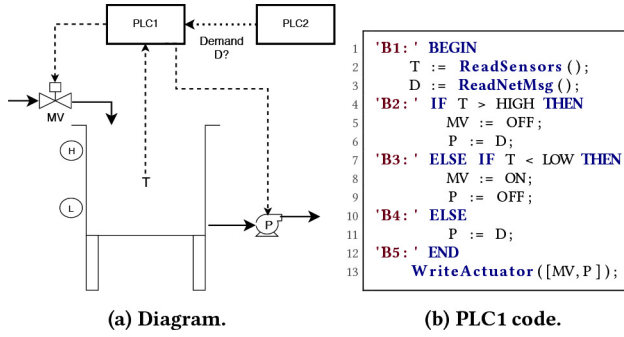 PLC1
PLC2
Demand
D?
MV
H
T
L
P
(a) Diagram.
1 'B1:' BEGIN
2 T := ReadSensors();
3 D := ReadNetMsg();
4 'B2:' IF T > HIGH THEN
5 MV := OFF;
6 P := D;
7 'B3:' ELSE IF T < LOW THEN
8 MV := ON;
9 P := OFF;
10 'B4:' ELSE
11 P := D;
12 'B5:' END
13 WriteActuator([MV,P]);
(b) PLC1 code.